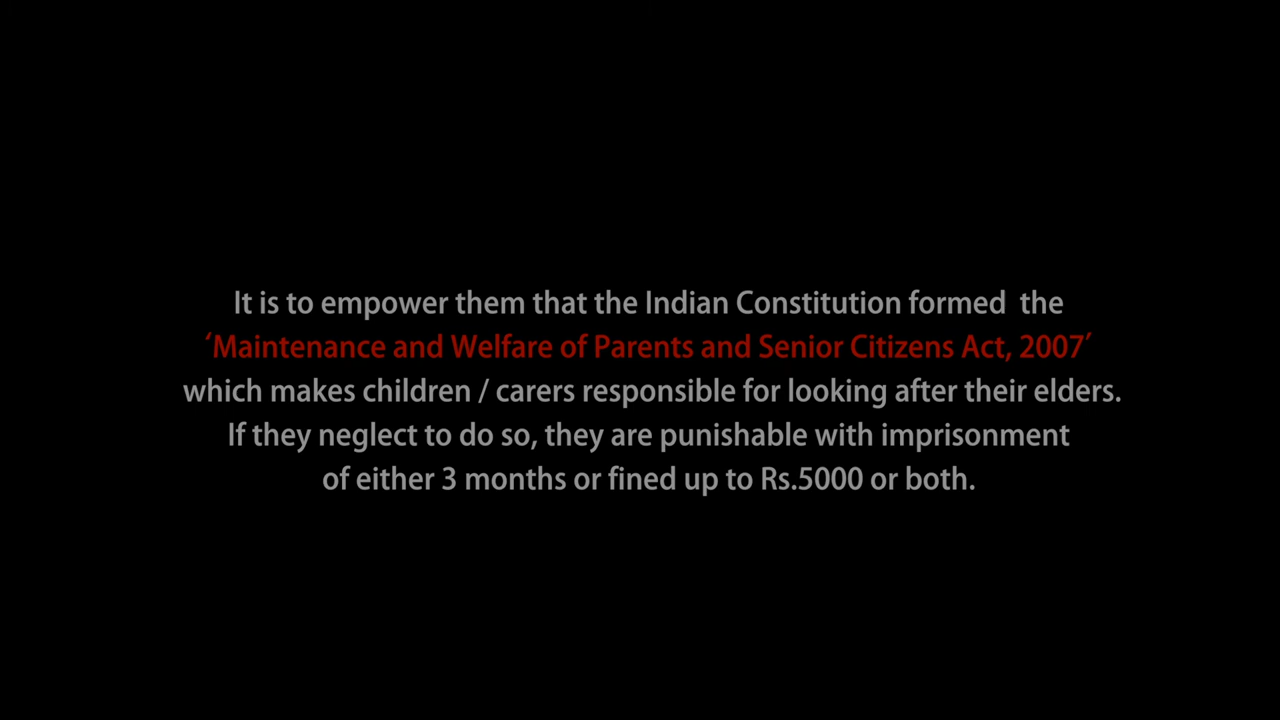 It is to empower them that the Indian Constitution formed  the
‘Maintenance and Welfare of Parents and Senior Citizens Act, 2007’
which makes children / carers responsible for looking after their elders.
If they neglect to do so, they are punishable with imprisonment
of either 3 months or fined up to Rs.5000 or both.